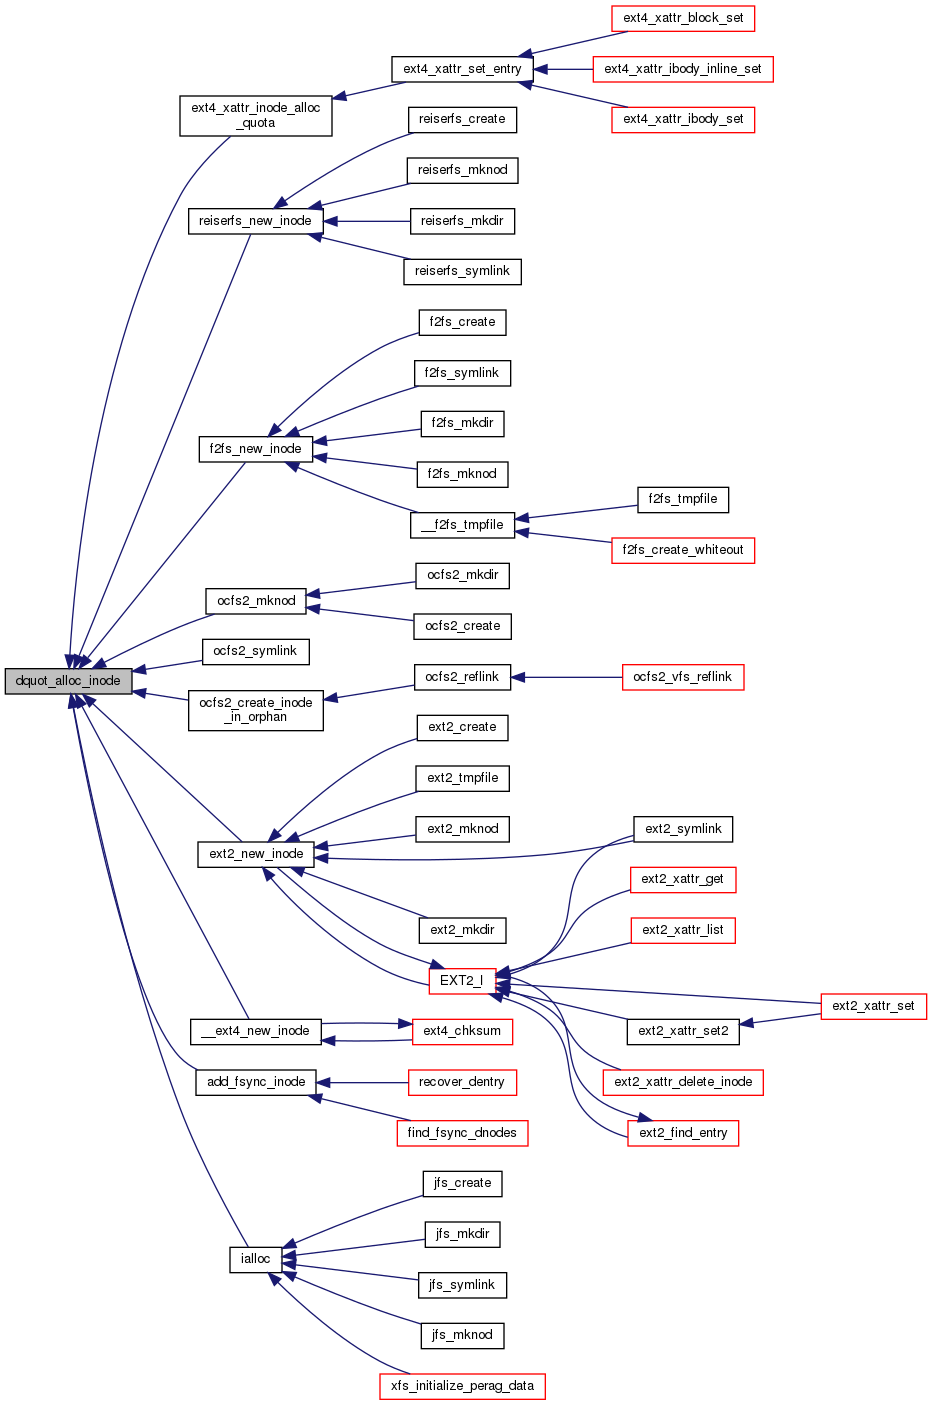 ext4_xattr_block_set
ext4_xattr_set_entry
ext4_xattr_ibody_inline_set
ext4_xattr_inode_alloc
_quota
ext4_xattr_ibody_set
reiserfs_create
reiserfs_mknod
reiserfs_new_inode
reiserfs_mkdir
reiserfs_symlink
f2fs_create
f2fs_symlink
f2fs_mkdir
f2fs_new_inode
f2fs_mknod
f2fs_tmpfile
__f2fs_tmpfile
f2fs_create_whiteout
ocfs2_mkdir
ocfs2_mknod
ocfs2_create
ocfs2_symlink
dquot_alloc_inode
ocfs2_reflink
ocfs2_vfs_reflink
ocfs2_create_inode
_in_orphan
ext2_create
ext2_tmpfile
ext2_mknod
ext2_symlink
ext2_new_inode
ext2_xattr_get
ext2_mkdir
ext2_xattr_list
EXT2_I
ext2_xattr_set
__ext4_new_inode
ext4_chksum
ext2_xattr_set2
add_fsync_inode
recover_dentry
ext2_xattr_delete_inode
find_fsync_dnodes
ext2_find_entry
jfs_create
jfs_mkdir
ialloc
jfs_symlink
jfs_mknod
xfs_initialize_perag_data